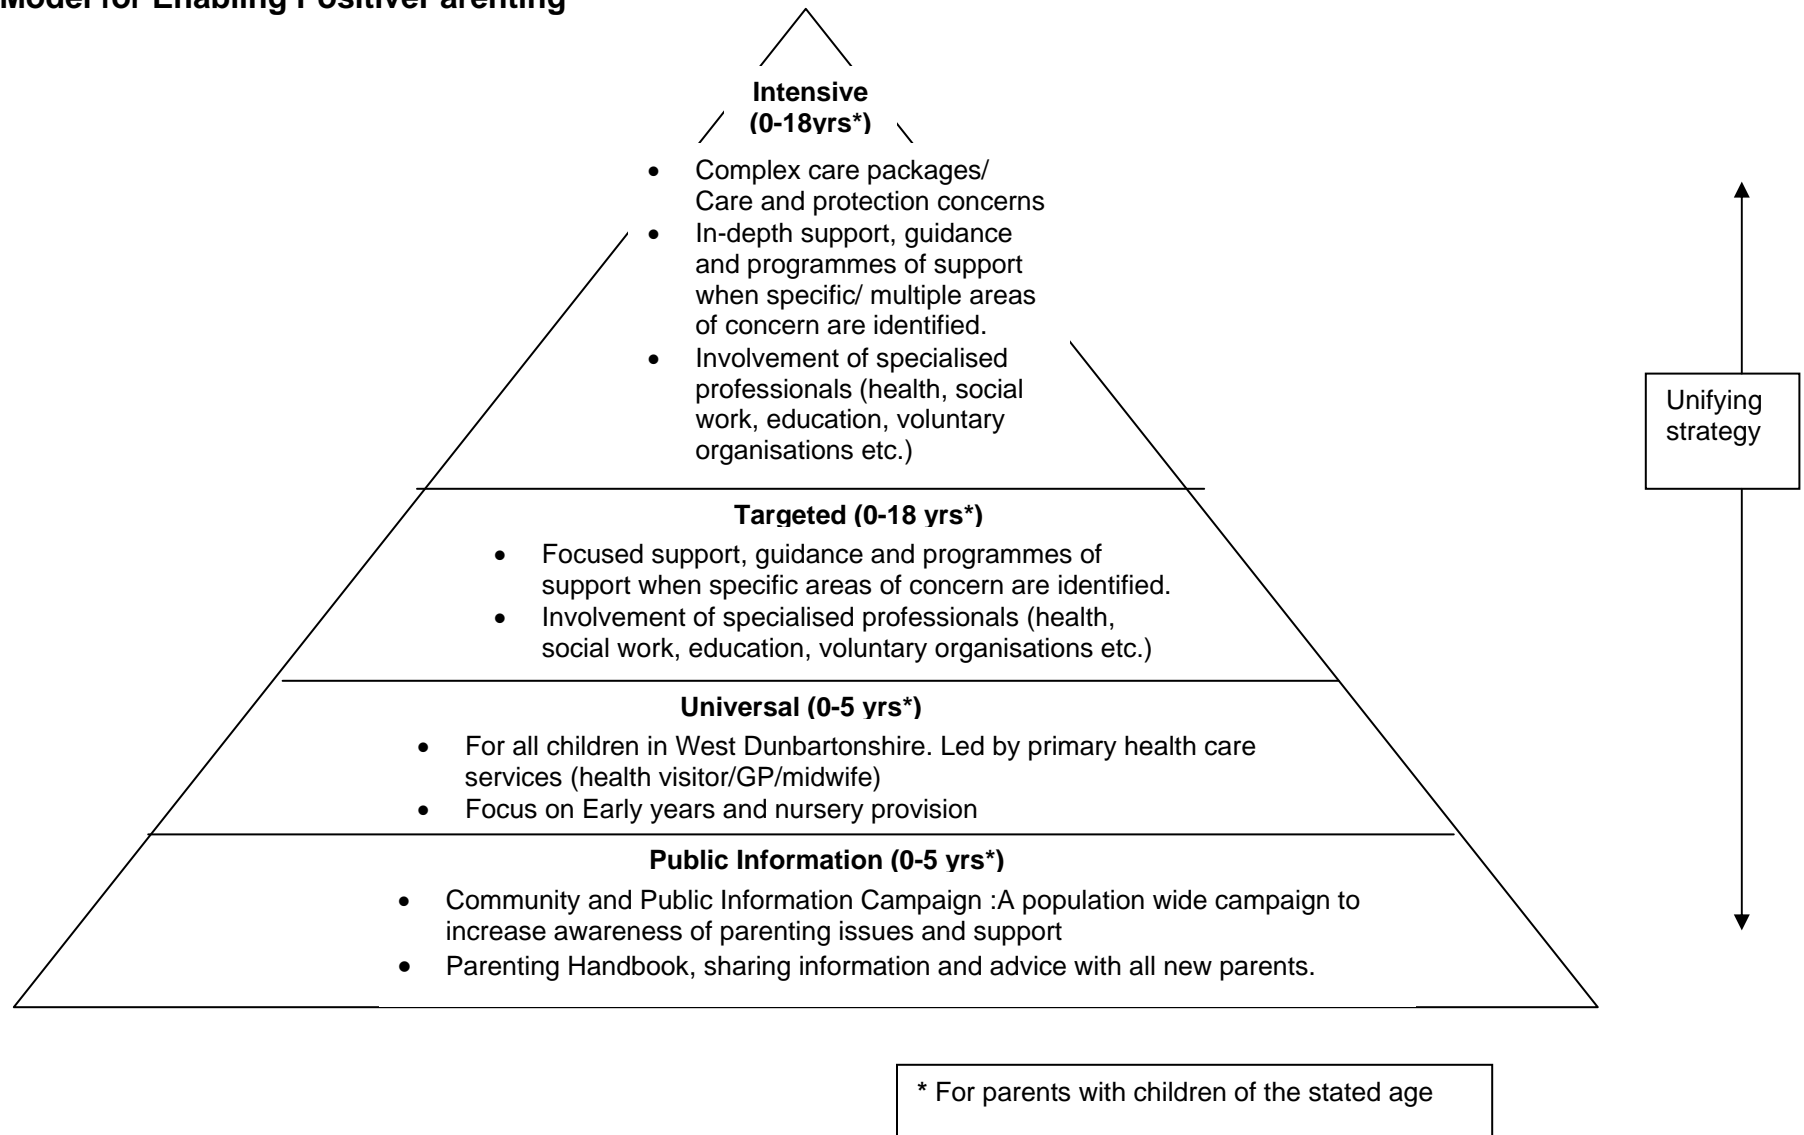 Model for Enabling PositiveP arenting
Intensive
(0-18yrs*)
• Complex care packages/
Care and protection concerns
• In-depth support, guidance
and programmes of support
when specific/ multiple areas
of concern are identified.
• Involvement of specialised
professionals (health, social
work, education, voluntary
organisations etc.)
Unifying
strategy
Targeted (0-18 yrs*)
• Focused support, guidance and programmes of
support when specific areas of concern are identified.
• Involvement of specialised professionals (health,
social work, education, voluntary organisations etc.)
Universal (0-5 yrs*)
• For all children in West Dunbartonshire. Led by primary health care
services (health visitor/GP/midwife)
• Focus on Early years and nursery provision
Public Information (0-5 yrs*)
• Community and Public Information Campaign :A population wide campaign to
increase awareness of parenting issues and support
• Parenting Handbook, sharing information and advice with all new parents.
* For parents with children of the stated age